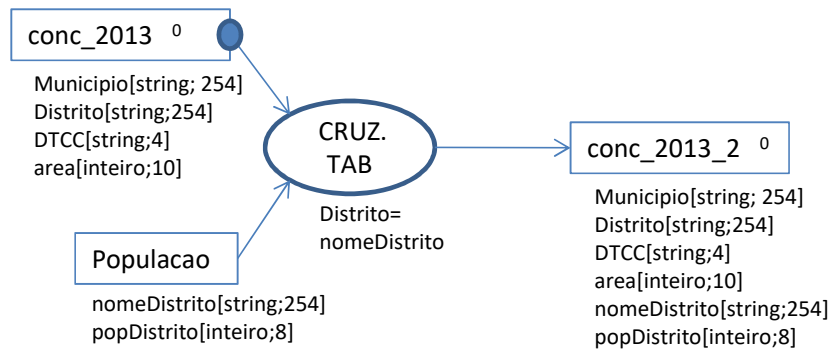 conc_2013 0
Municipio[string; 254]
Distrito[string;254]
DTCC[string;4]
area[inteiro;10]
CRUZ.
TAB
Distrito=
nomeDistrito
Populacao
nomeDistrito[string;254]
popDistrito[inteiro;8]
conc_2013_2 0
Municipio[string; 254]
Distrito[string;254]
DTCC[string;4]
area[inteiro;10]
nomeDistrito[string;254]
popDistrito[inteiro;8]